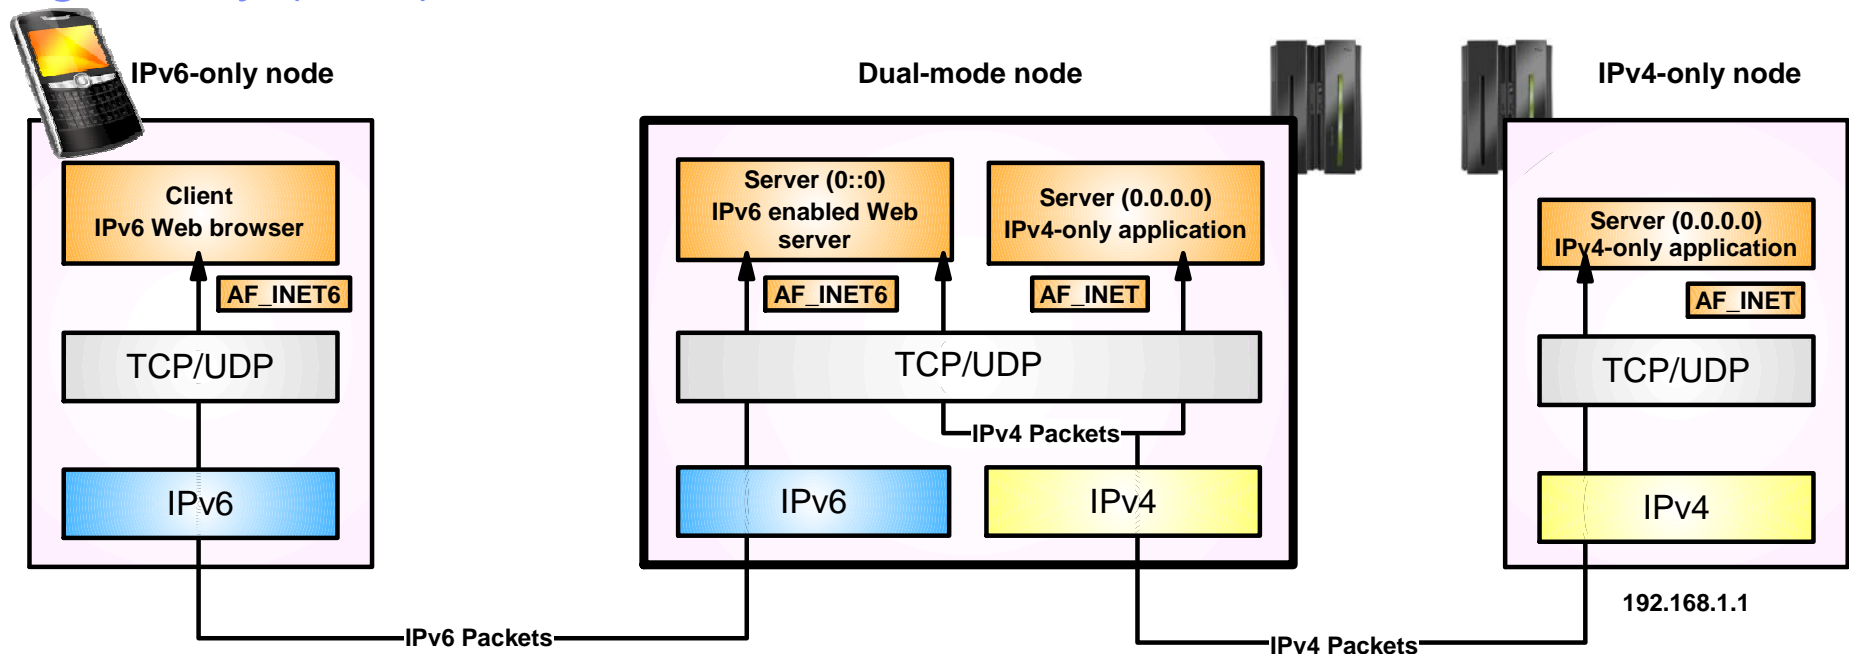 IPv6-only node
Dual-mode node
IPv4-only node
Client
IPv6 Web browser
AF_INET6
TCP/UDP
IPv6
Server (0::0)
IPv6 enabled Web
server
AF_INET6
Server (0.0.0.0)
IPv4-only application
AF_INET
TCP/UDP
IPv4 Packets
IPv6
IPv4
Server (0.0.0.0)
IPv4-only application
AF_INET
TCP/UDP
IPv4
192.168.1.1
IPv6 Packets
IPv4 Packets